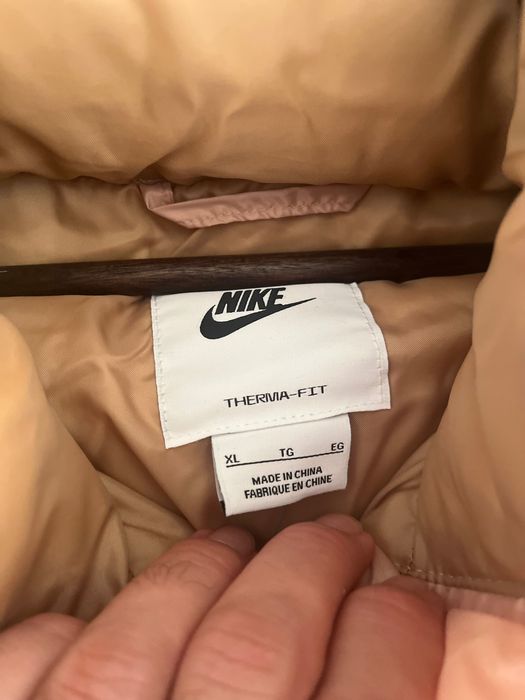 NIKE
THERMA-FIT
XL TG EG
MADE IN CHINA
FABRIQUE EN CHINE